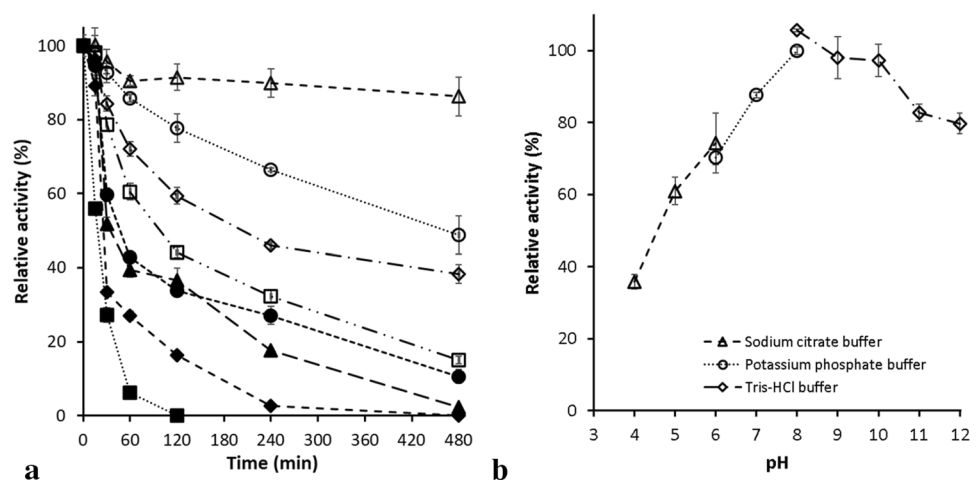 100
80
60
40
20
0
Relative activity (%)
0 60 120 180 240 300 360 420 480
Time (min)
a
100
80
60
40
20
0
Relative activity (%)
Sodium citrate buffer
Potassium phosphate buffer
Tris-HCl buffer
3 4 5 6 7 8 9 10 11 12
pH
b